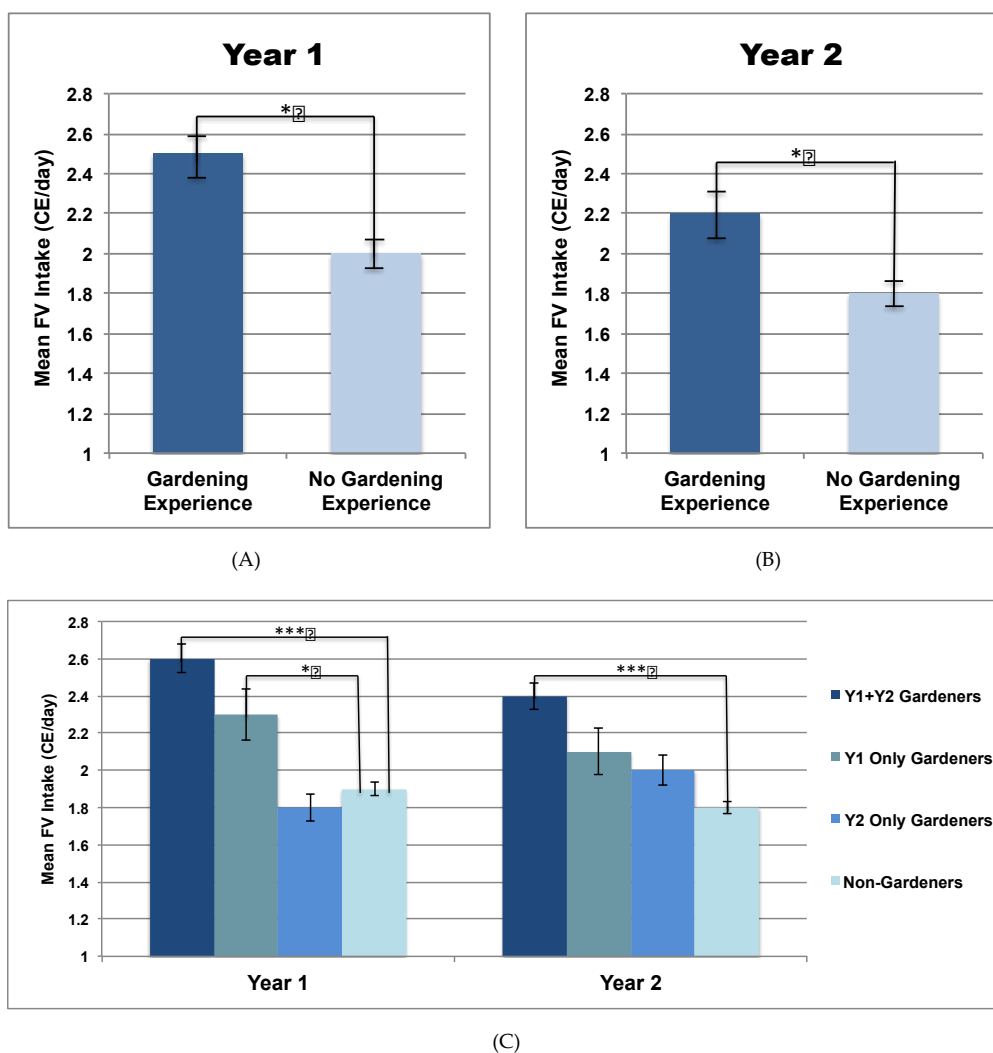 Year 1
Mean FV Intake (CE/day)
2.8
2.6
2.4
2.2
2
1.8
1.6
1.4
1.2
1
*⍰
Gardening
Experience
No Gardening
Experience
(A)
Year 2
Mean FV Intake (CE/day)
2.8
2.6
2.4
2.2
2
1.8
1.6
1.4
1.2
1
*⍰
Gardening
Experience
No Gardening
Experience
(B)
Mean FV Intake (CE/day)
2.8
2.6
2.4
2.2
2
1.8
1.6
1.4
1.2
1
***⍰
*⍰
***⍰
Year 1
Year 2
Y1+Y2 Gardeners
Y1 Only Gardeners
Y2 Only Gardeners
Non-Gardeners
(C)